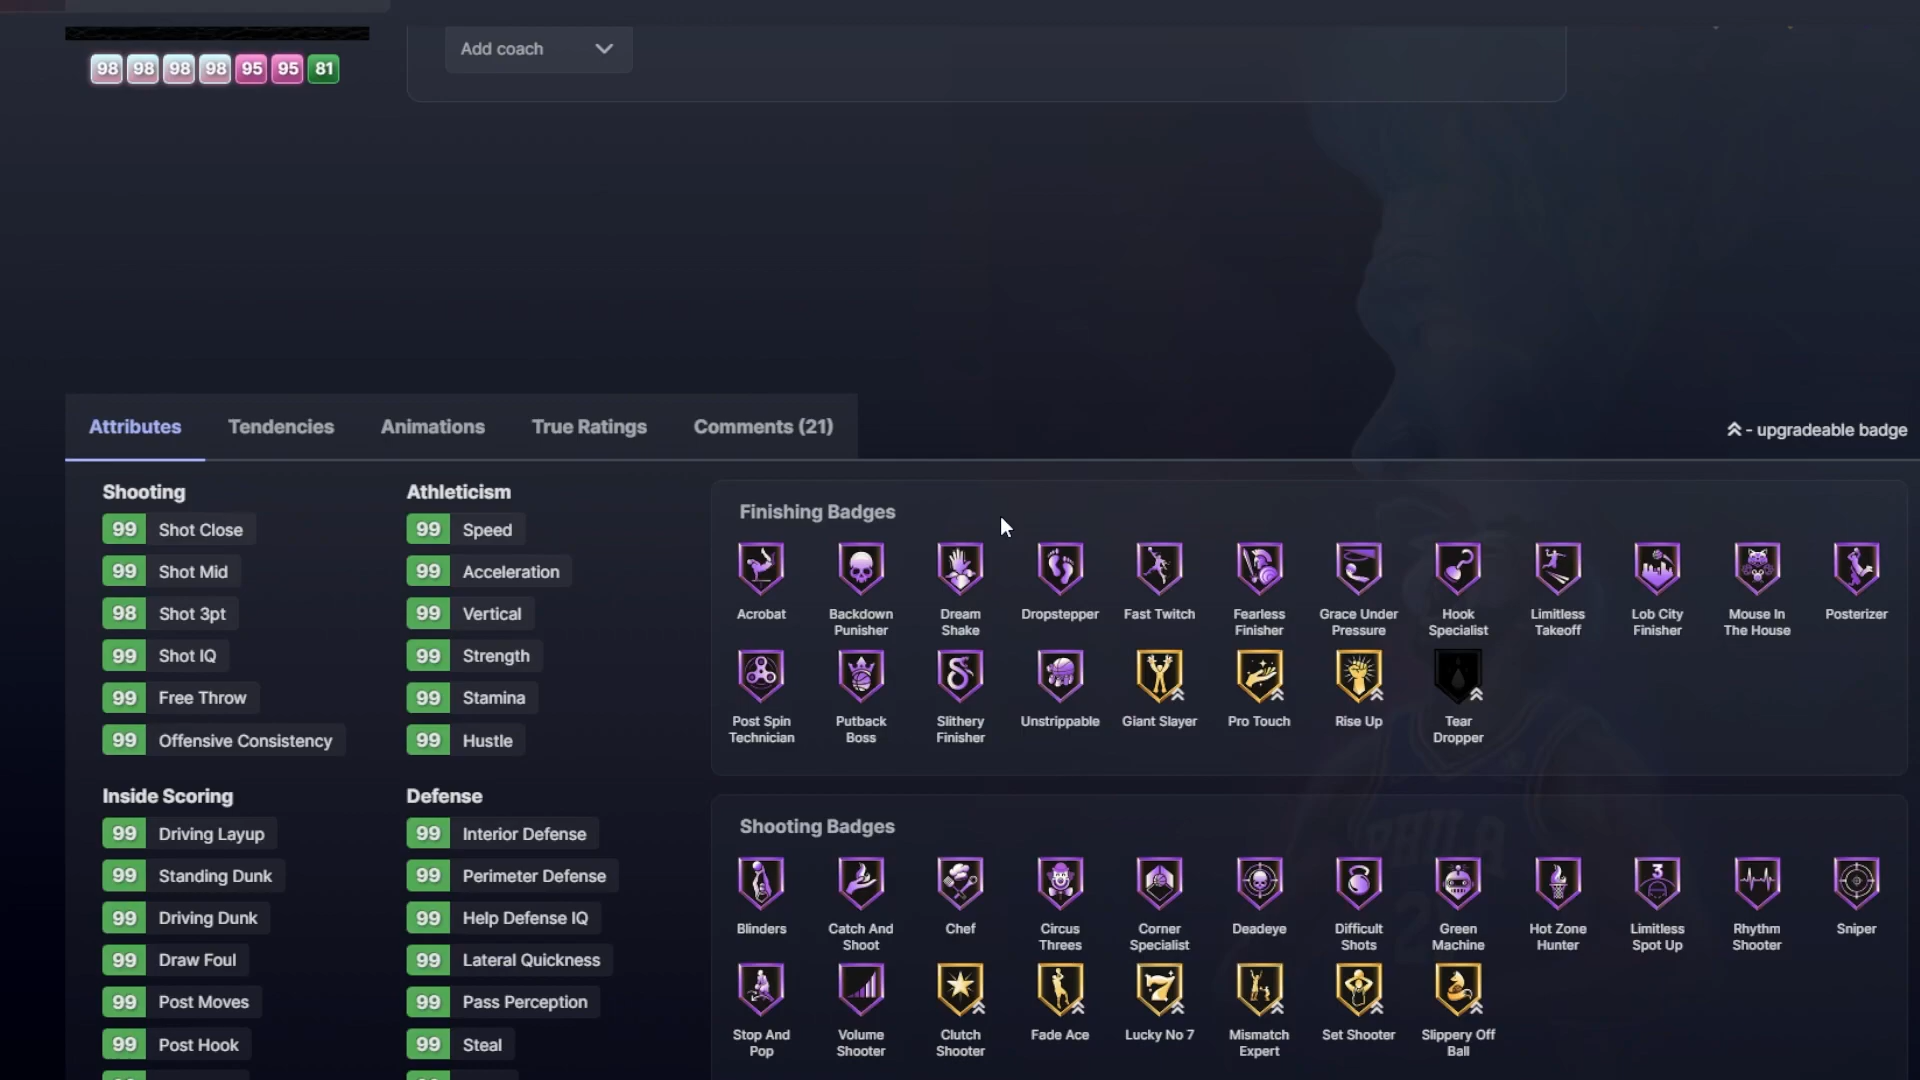 Add coach
98 98 98 98 95 95 81
Attributes Tendencies Animations True Ratings Comments (21)
- upgradeable badge
Shooting
99 Shot Close
99 Shot Mid
98 Shot 3pt
99 Shot IQ
99 Free Throw
99 Offensive Consistency
Athleticism
99 Speed
99 Acceleration
99 Vertical
99 Strength
99 Stamina
99 Hustle
Inside Scoring
99 Driving Layup
99 Standing Dunk
99 Driving Dunk
99 Draw Foul
99 Post Moves
99 Post Hook
Defense
99 Interior Defense
99 Perimeter Defense
99 Help Defense IQ
99 Lateral Quickness
99 Pass Perception
99 Steal
Finishing Badges
Acrobat
Backdown
Punisher
Dream
Shake
Dropstepper
Fast Twitch
Fearless
Finisher
Grace Under
Pressure
Hook
Specialist
Limitless
Takeoff
Lob City
Finisher
Mouse In
The House
Posterizer
Post Spin
Technician
Putback
Boss
Slithery
Finisher
Unstrippable
Giant Slayer
Pro Touch
Rise Up
Tear
Dropper
Shooting Badges
Blinders
Catch And
Shoot
Chef
Circus
Threes
Corner
Specialist
Deadeye
Difficult
Shots
Green
Machine
Hot Zone
Hunter
3
Limitless
Spot Up
Rhythm
Shooter
Sniper
Stop And
Pop
Volume
Shooter
Clutch
Shooter
Fade Ace
7
Lucky No 7
Mismatch
Expert
Set Shooter
Slippery Off
Ball
PHILA